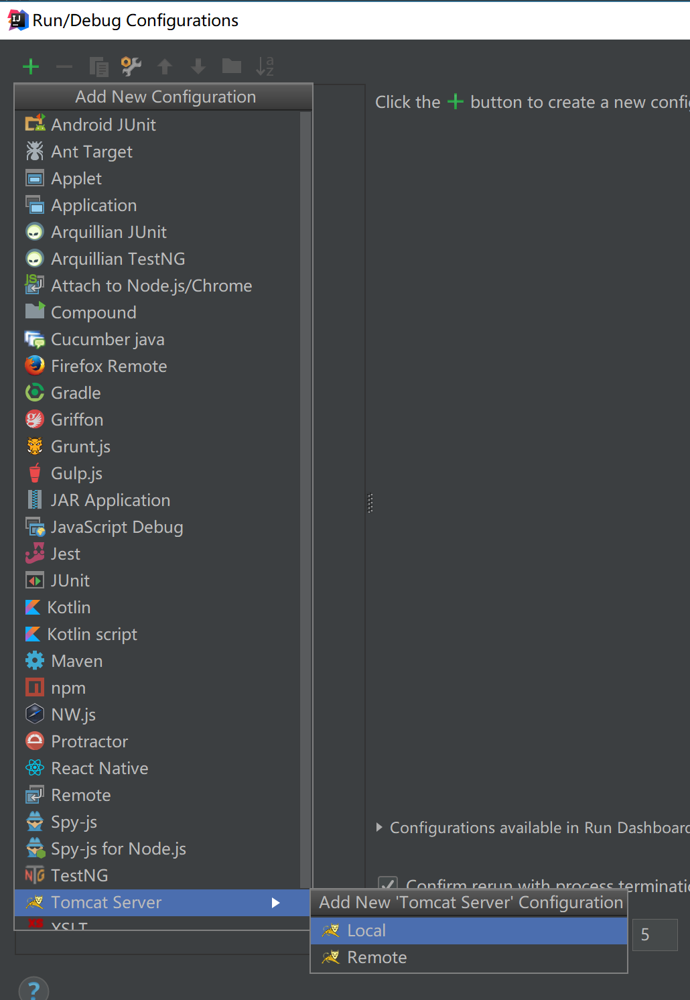 Run/Debug Configurations
Add New Configuration
Click the + button to create a new confi
Android JUnit
Ant Target
Applet
Application
Arquillian JUnit
Arquillian TestNG
Attach to Node.js/Chrome
Compound
Cucumber java
Firefox Remote
Gradle
Griffon
Grunt.js
Gulp.js
JAR Application
JavaScript Debug
Jest
JUnit
Kotlin
Kotlin script
Maven
npm
NW.js
Protractor
React Native
Remote
Spy-js
Configurations available in Run Dashboard
Spy-js for Node.js
TestNG
Confirm rerun with process terminati
Tomcat Server
Add New 'Tomcat Server' Configuration
XSLT
Local
5
Remote